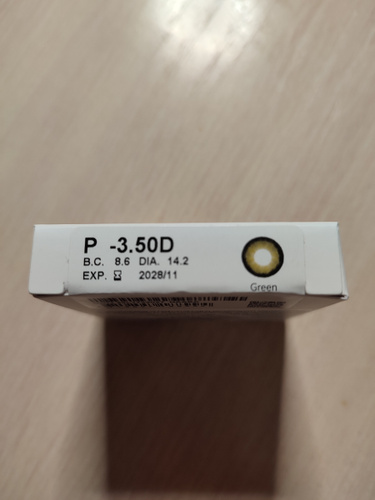 P -3.50D
B.C. 8.6 DIA. 14.2
EXP. 2028/11
Green